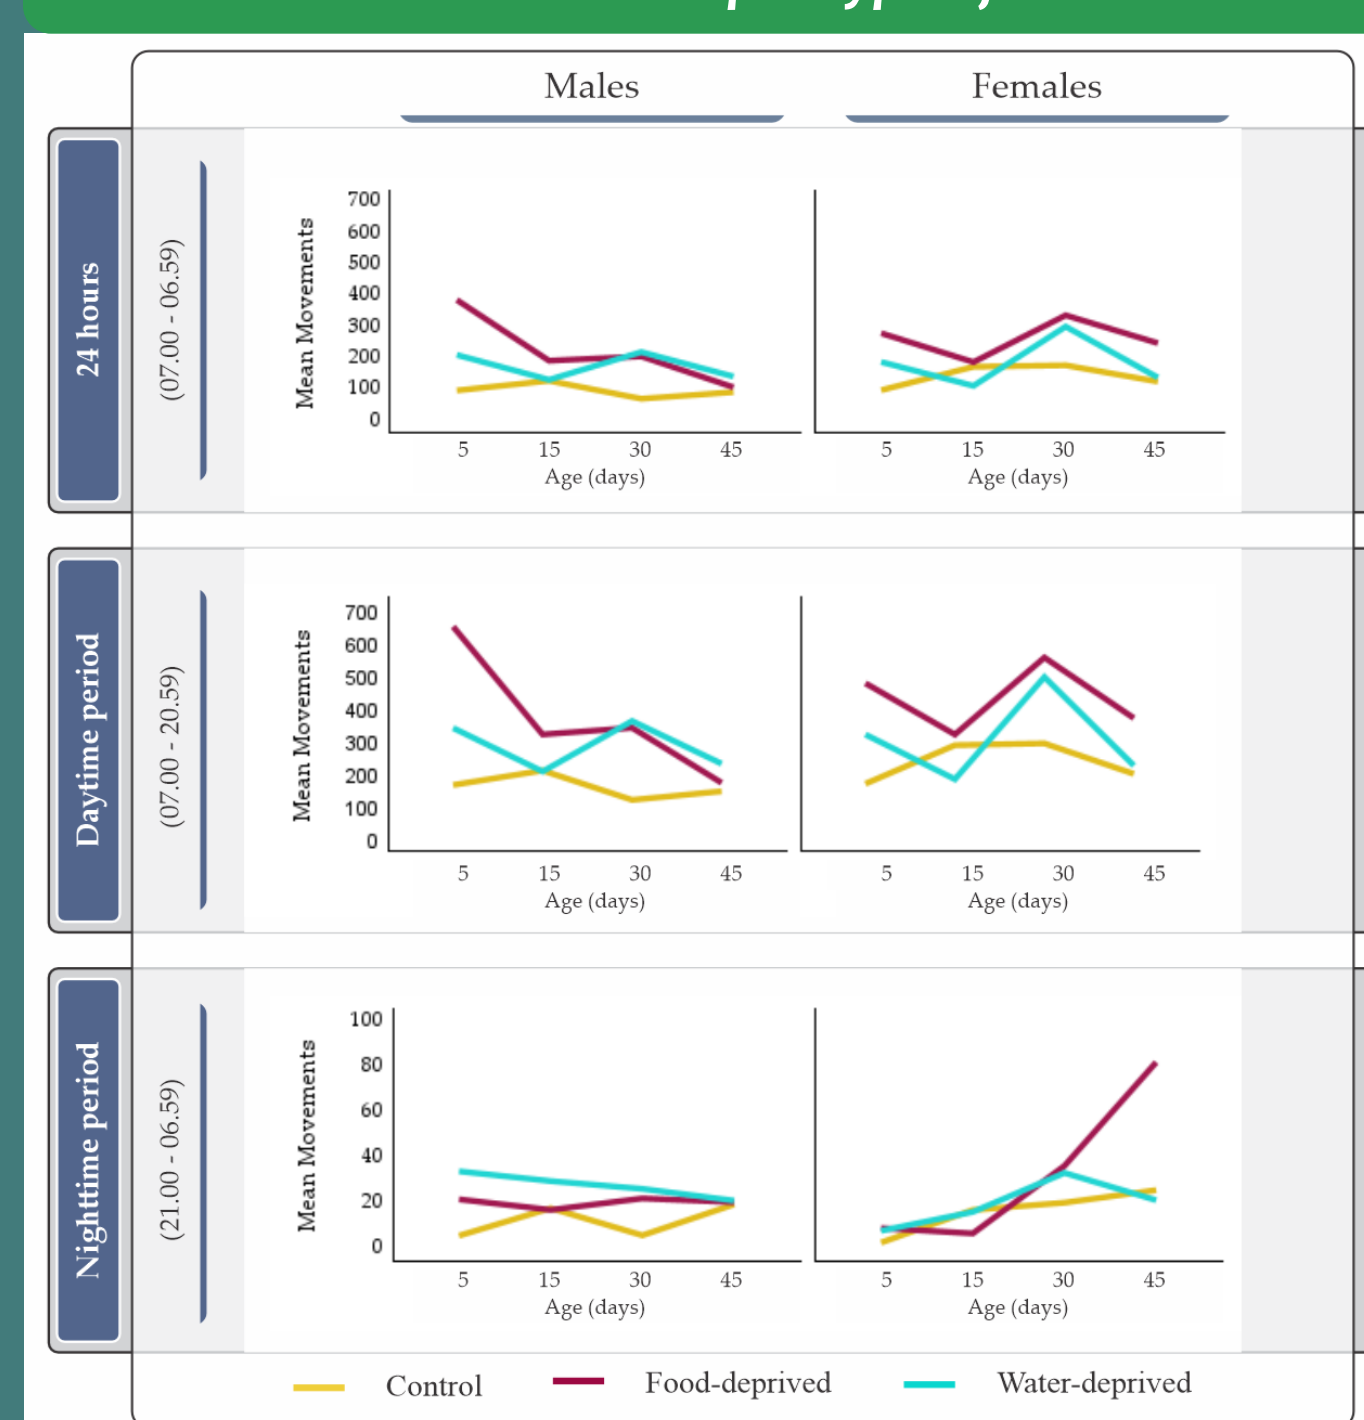 Males
Females
24 hours
(07.00 - 06.59)
Mean Movements
700
600
500
400
300
200
100
0
5 15 30 45
Age (days)
5 15 30 45
Age (days)
Daytime period
(07.00 - 20.59)
Mean Movements
700
600
500
400
300
200
100
0
5 15 30 45
Age (days)
5 15 30 45
Age (days)
Nighttime period
(21.00 - 06.59)
Mean Movements
100
80
60
40
20
0
5 15 30 45
Age (days)
5 15 30 45
Age (days)
Control
Food-deprived
Water-deprived